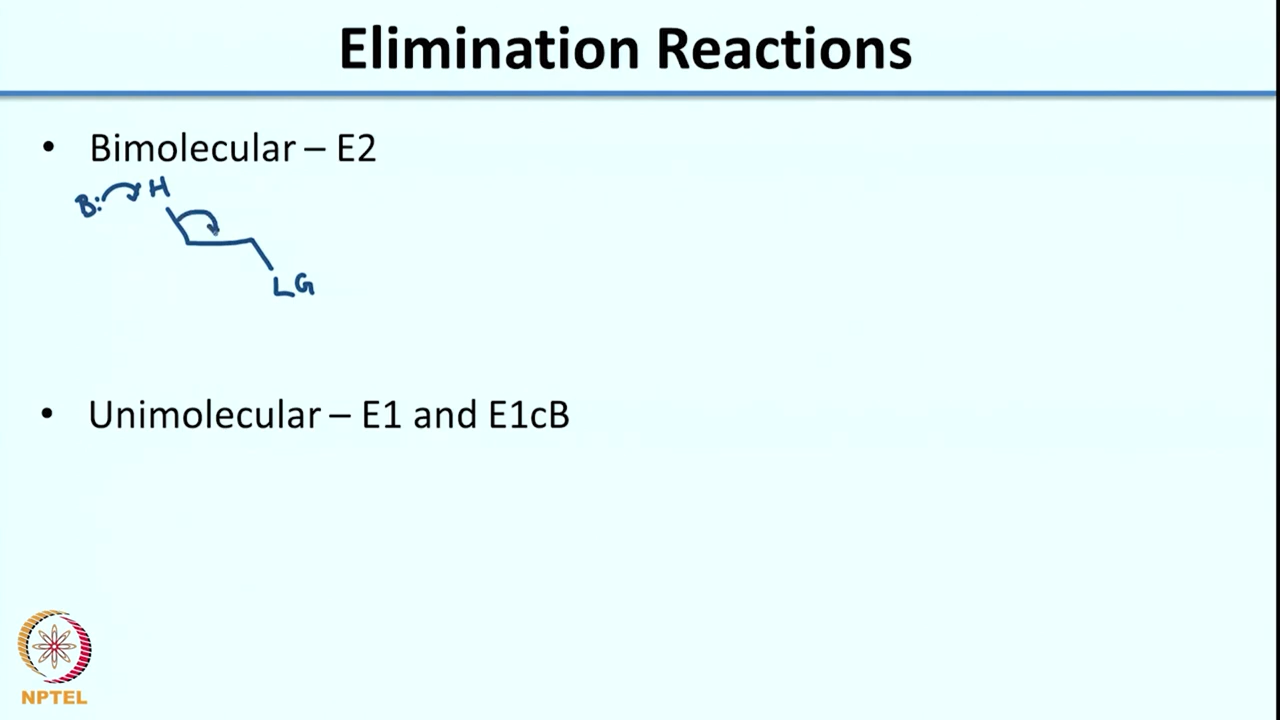 Elimination Reactions
• Bimolecular – E2
B: H
LG
• Unimolecular – E1 and E1cB
NPTEL